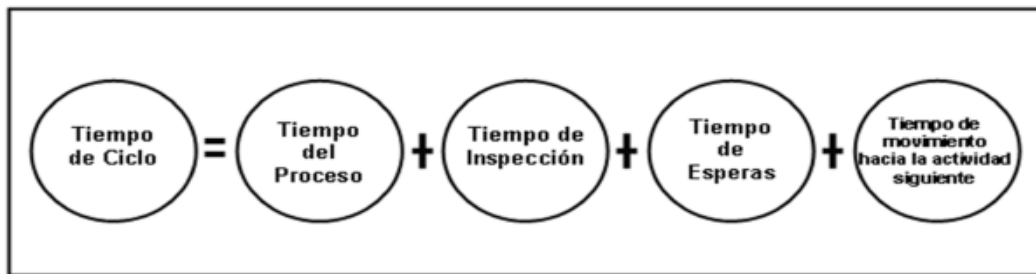 Tiempo
de Ciclo
=
Tiempo
del
Proceso
+
Tiempo de
Inspección
+
Tiempo
de
Esperas
+
Tiempo de
movimiento
hacia la actividad
siguiente